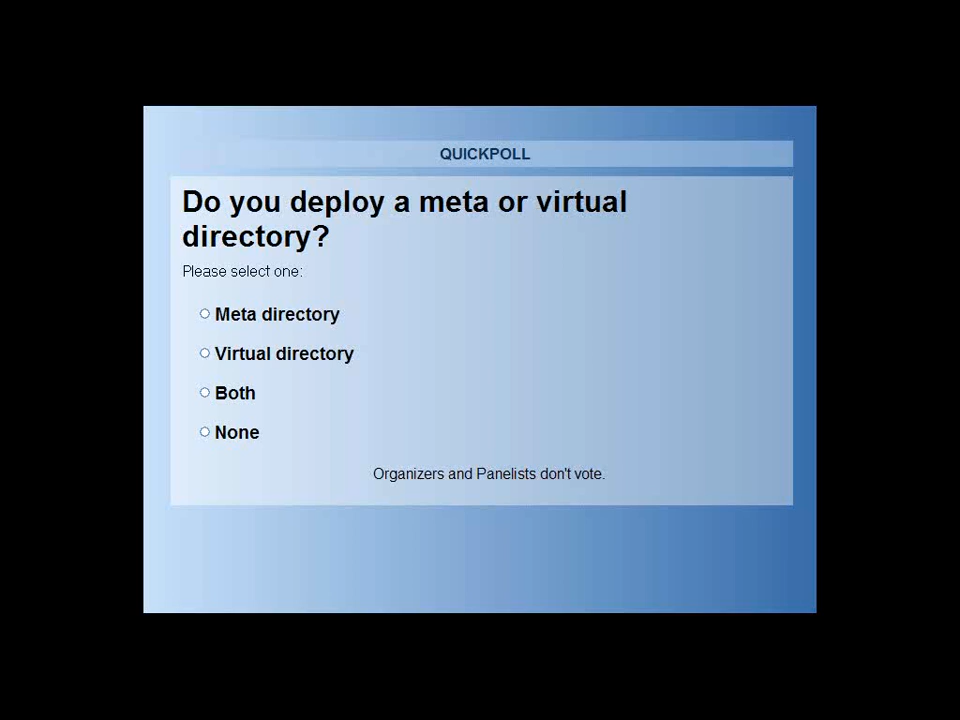 QUICKPOLL
Do you deploy a meta or virtual
directory?
Please select one:
Meta directory
Virtual directory
Both
None
Organizers and Panelists don't vote.